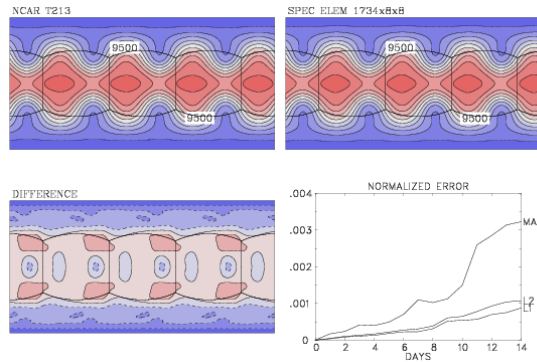 NCAR T213
SPEC ELEM 1734x8x8
9500
9500
9500
9500
DIFFERENCE
NORMALIZED ERROR
.004
.003
.002
.001
0
0 2 4 6 8 10 12 14
DAYS
MA
L2
L1